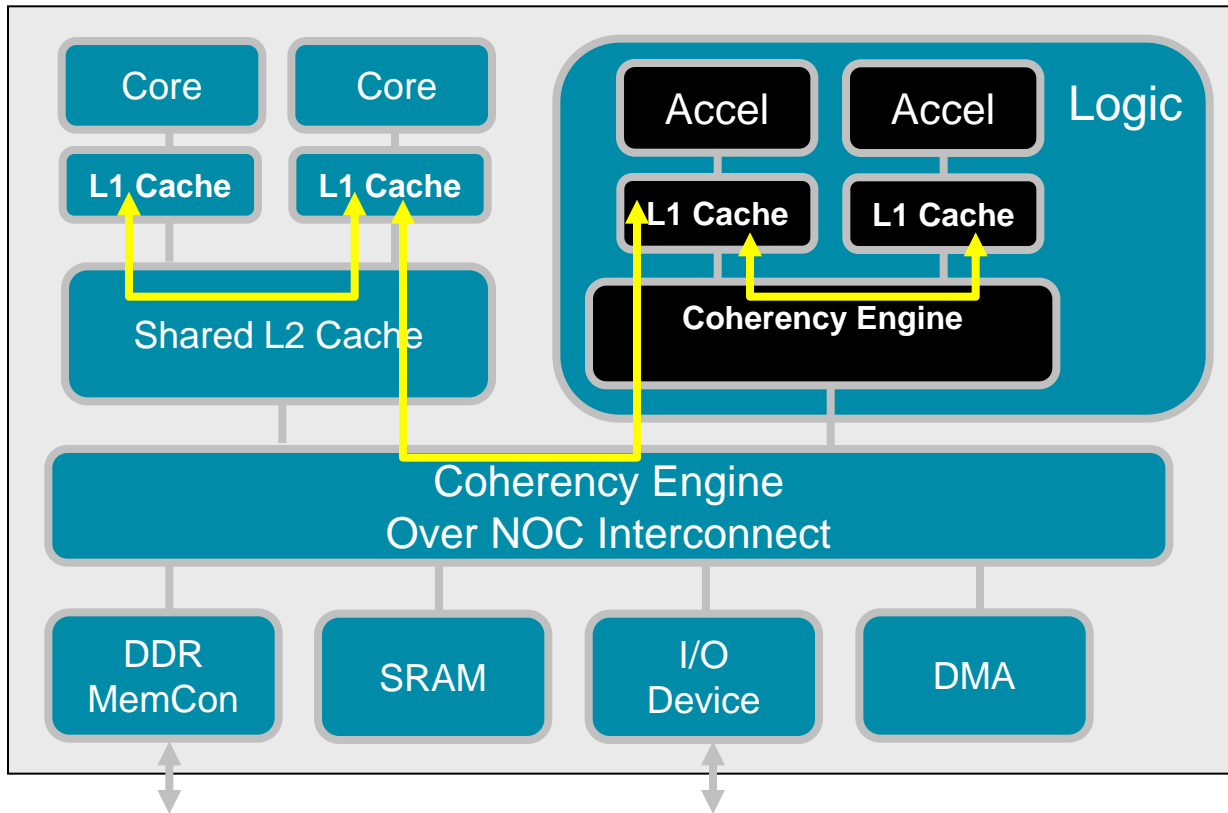 Core
Core
Accel
Accel
Logic
L1 Cache
L1 Cache
L1 Cache
L1 Cache
Shared L2 Cache
Coherency Engine
Coherency Engine
Over NOC Interconnect
DDR
MemCon
SRAM
I/O
Device
DMA